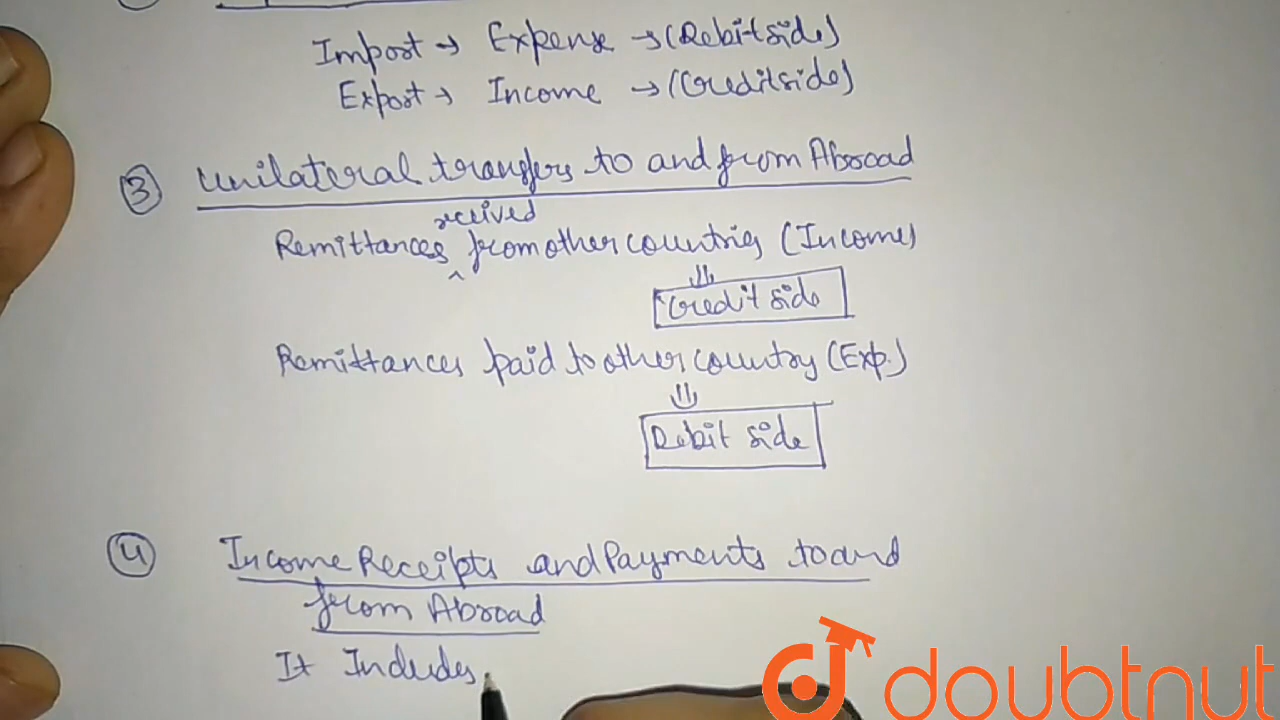 Import → Expense → (Debit side)
Export → Income → (Credit side)
③ Unilateral transfers to and from Abroad
received
Remittances ^ from other countries (Income)
⇓
Credit side
Remittances paid to other country (Exp.)
⇓
Debit side
④ Income Receipts and Payments to and
from Abroad
It Includes
doubtnut